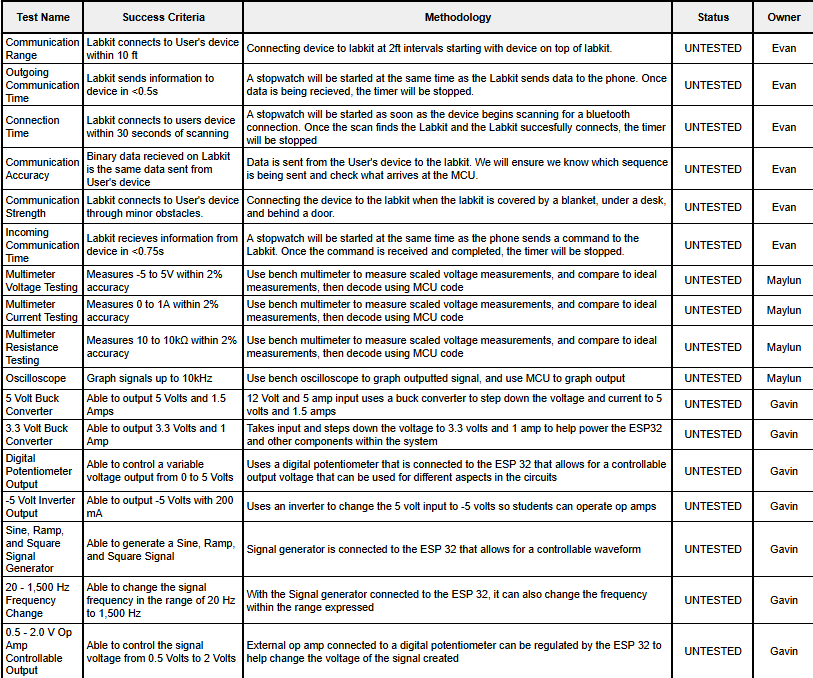 Test Name Success Criteria Methodology Status Owner
Communication Range Labkit connects to User's device within 10 ft Connecting device to labkit at 2ft intervals starting with device on top of labkit. UNTESTED Evan
Outgoing Communication Time Labkit sends information to device in <0.5s A stopwatch will be started at the same time as the Labkit sends data to the phone. Once data is being recieved, the timer will be stopped. UNTESTED Evan
Connection Time Labkit connects to users device within 30 seconds of scanning A stopwatch will be started as soon as the device begins scanning for a bluetooth connection. Once the scan finds the Labkit and the Labkit succesfully connects, the timer will be stopped UNTESTED Evan
Communication Accuracy Binary data recieved on Labkit is the same data sent from User's device Data is sent from the User's device to the labkit. We will ensure we know which sequence is being sent and check what arrives at the MCU. UNTESTED Evan
Communication Strength Labkit connects to User's device through minor obstacles. Connecting the device to the labkit when the labkit is covered by a blanket, under a desk, and behind a door. UNTESTED Evan
Incoming Communication Time Labkit recieves information from device in <0.75s A stopwatch will be started at the same time as the phone sends a command to the Labkit. Once the command is received and completed, the timer will be stopped. UNTESTED Evan
Multimeter Voltage Testing Measures -5 to 5V within 2% accuracy Use bench multimeter to measure scaled voltage measurements, and compare to ideal measurements, then decode using MCU code UNTESTED Maylun
Multimeter Current Testing Measures 0 to 1A within 2% accuracy Use bench multimeter to measure scaled voltage measurements, and compare to ideal measurements, then decode using MCU code UNTESTED Maylun
Multimeter Resistance Testing Measures 10 to 10kΩ within 2% accuracy Use bench multimeter to measure scaled voltage measurements, and compare to ideal measurements, then decode using MCU code UNTESTED Maylun
Oscilloscope Graph signals up to 10kHz Use bench oscilloscope to graph outputted signal, and use MCU to graph output UNTESTED Maylun
5 Volt Buck Converter Able to output 5 Volts and 1.5 Amps 12 Volt and 5 amp input uses a buck converter to step down the voltage and current to 5 volts and 1.5 amps UNTESTED Gavin
3.3 Volt Buck Converter Able to output 3.3 Volts and 1 Amp Takes input and steps down the voltage to 3.3 volts and 1 amp to help power the ESP32 and other components within the system UNTESTED Gavin
Digital Potentiometer Output Able to control a variable voltage output from 0 to 5 Volts Uses a digital potentiometer that is connected to the ESP 32 that allows for a controllable output voltage that can be used for different aspects in the circuits UNTESTED Gavin
-5 Volt Inverter Output Able to output -5 Volts with 200 mA Uses an inverter to change the 5 volt input to -5 volts so students can operate op amps UNTESTED Gavin
Sine, Ramp, and Square Signal Generator Able to generate a Sine, Ramp, and Square Signal Signal generator is connected to the ESP 32 that allows for a controllable waveform UNTESTED Gavin
20 - 1,500 Hz Frequency Change Able to change the signal frequency in the range of 20 Hz to 1,500 Hz With the Signal generator connected to the ESP 32, it can also change the frequency within the range expressed UNTESTED Gavin
0.5 - 2.0 V Op Amp Controllable Output Able to control the signal voltage from 0.5 Volts to 2 Volts External op amp connected to a digital potentiometer can be regulated by the ESP 32 to help change the voltage of the signal created UNTESTED Gavin